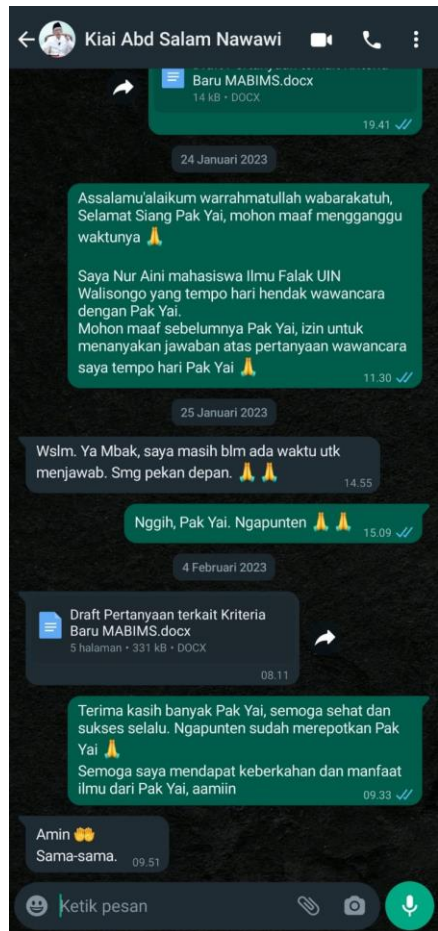 Kiai Abd Salam Nawawi
Baru MABIMS.docx
14 kB • DOCX
19.41
24 Januari 2023
Assalamu'alaikum warrahmatullah wabarakatuh,
Selamat Siang Pak Yai, mohon maaf mengganggu
waktunya 🙏
Saya Nur Aini mahasiswa Ilmu Falak UIN
Walisongo yang tempo hari hendak wawancara
dengan Pak Yai.
Mohon maaf sebelumnya Pak Yai, izin untuk
menanyakan jawaban atas pertanyaan wawancara
saya tempo hari Pak Yai 🙏
11.30
25 Januari 2023
Wslm. Ya Mbak, saya masih blm ada waktu utk
menjawab. Smg pekan depan. 🙏 🙏
14.55
Nggih, Pak Yai. Ngapunten 🙏 🙏
15.09
4 Februari 2023
Draft Pertanyaan terkait Kriteria
Baru MABIMS.docx
5 halaman • 331 kB • DOCX
08.11
Terima kasih banyak Pak Yai, semoga sehat dan
sukses selalu. Ngapunten sudah merepotkan Pak
Yai 🙏
Semoga saya mendapat keberkahan dan manfaat
ilmu dari Pak Yai, aamiin
09.33
Amin 🤲
Sama-sama.
09.51
Ketik pesan